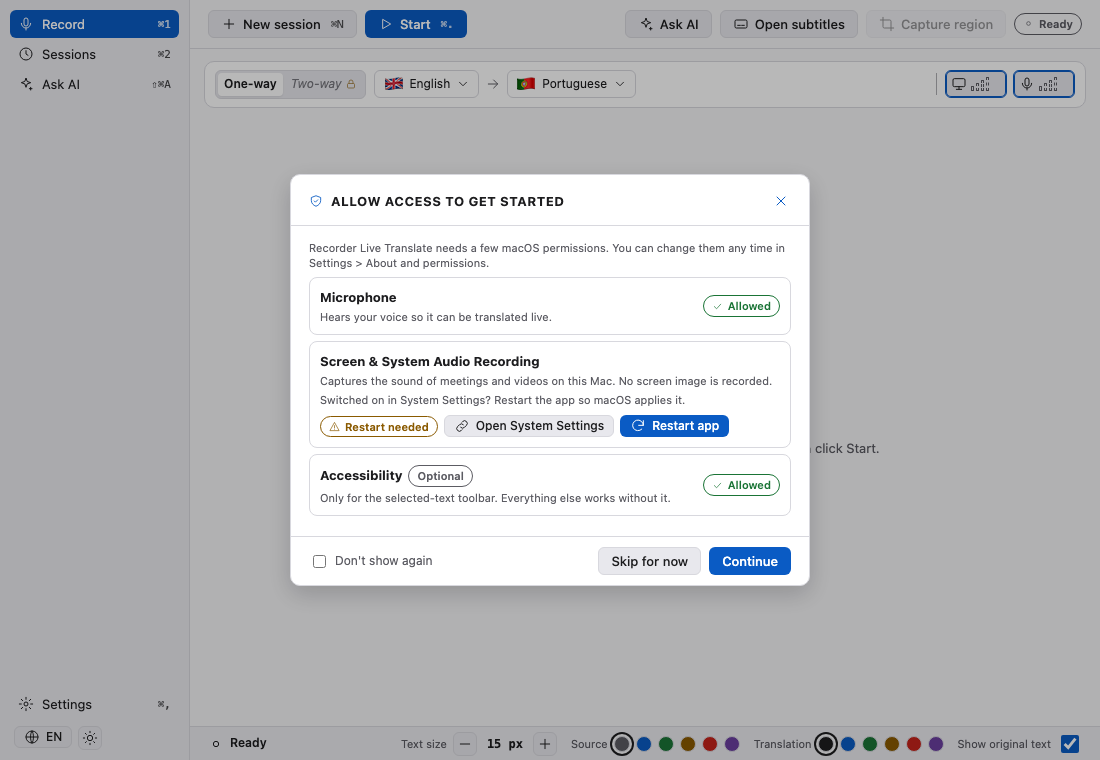 Record ⌘1
Sessions ⌘2
Ask AI ⇧⌘A
New session ⌘N
Start ⌘.
Ask AI
Open subtitles
Capture region
Ready
One-way
Two-way
English
Portuguese
ALLOW ACCESS TO GET STARTED
Recorder Live Translate needs a few macOS permissions. You can change them any time in
Settings > About and permissions.
Microphone
Hears your voice so it can be translated live.
Allowed
Screen & System Audio Recording
Captures the sound of meetings and videos on this Mac. No screen image is recorded.
Switched on in System Settings? Restart the app so macOS applies it.
Restart needed
Open System Settings
Restart app
Accessibility Optional
Only for the selected-text toolbar. Everything else works without it.
Allowed
Don't show again
Skip for now
Continue
click Start.
Settings ⌘,
EN
Ready
Text size
15 px
Source
Translation
Show original text